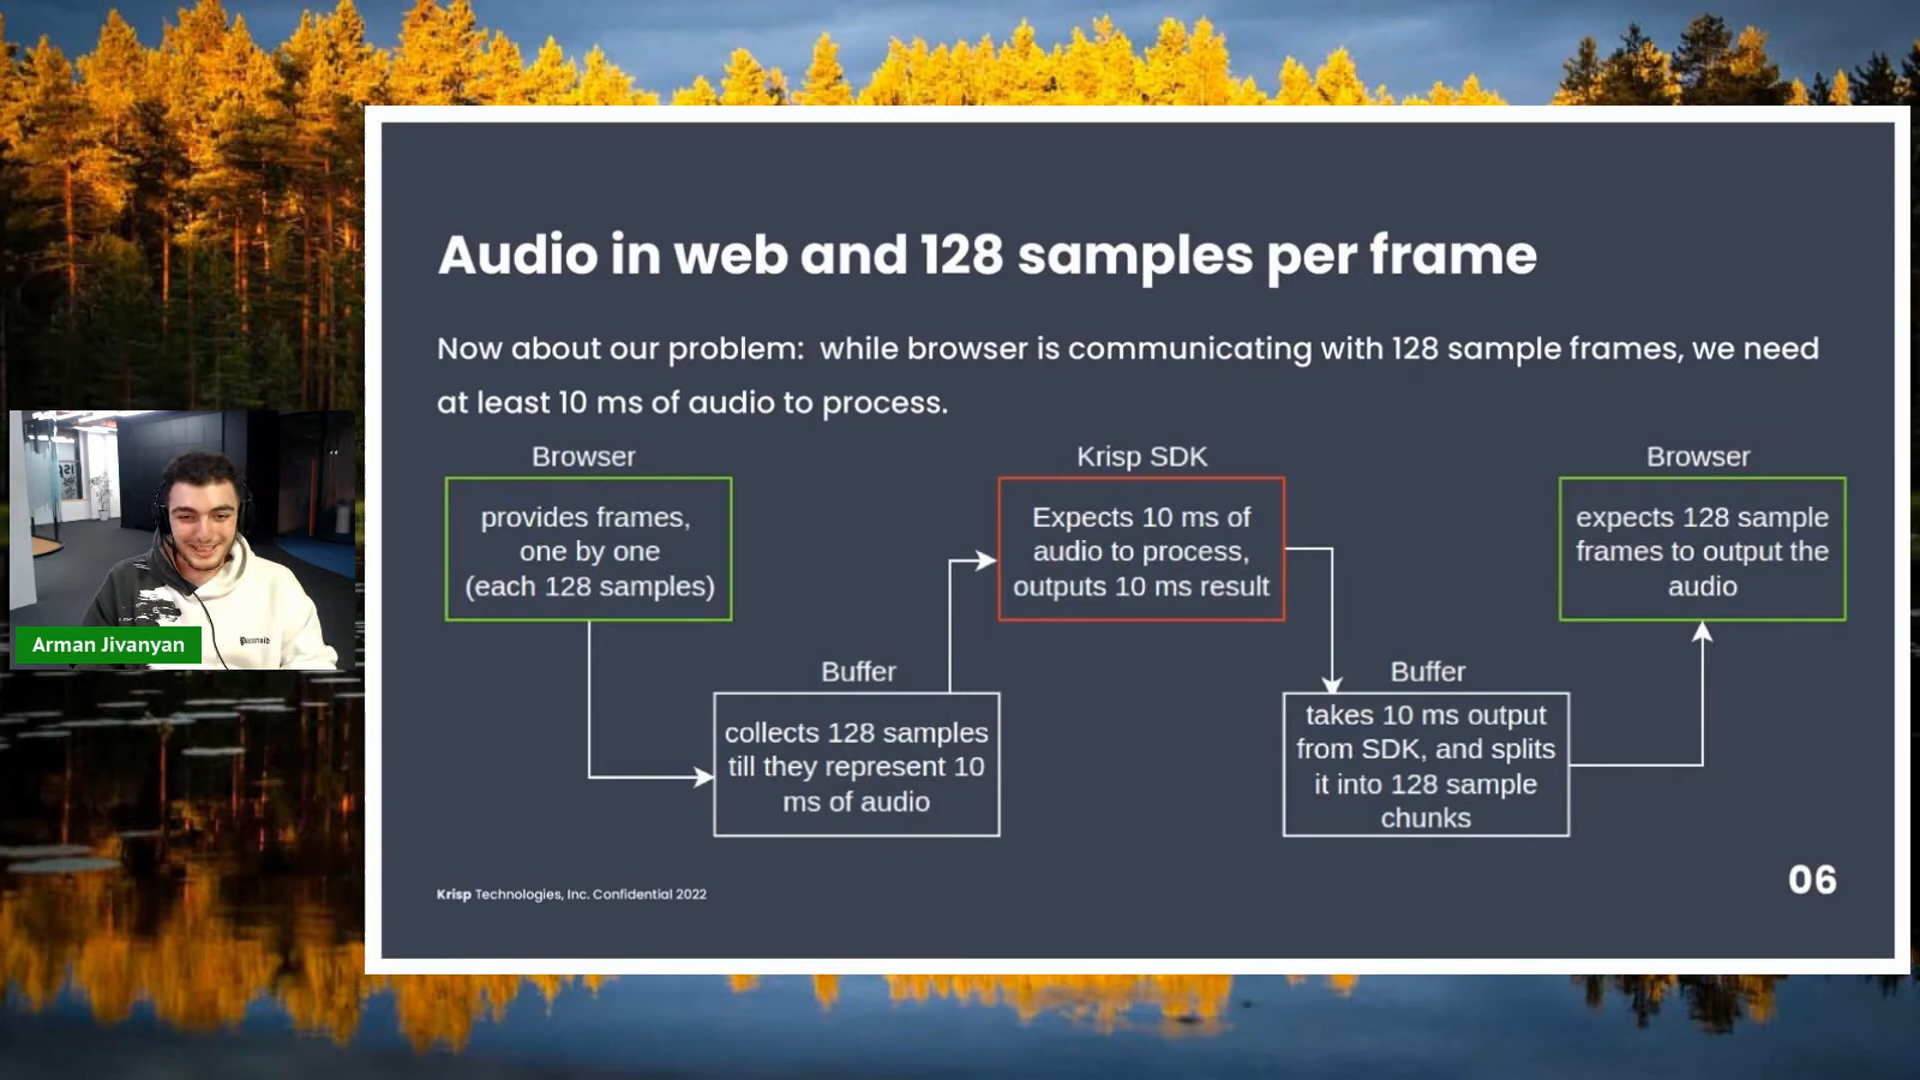 Audio in web and 128 samples per frame
Now about our problem:  while browser is communicating with 128 sample frames, we need
at least 10 ms of audio to process.
Browser
provides frames,
one by one
(each 128 samples)
Buffer
collects 128 samples
till they represent 10
ms of audio
Krisp SDK
Expects 10 ms of
audio to process,
outputs 10 ms result
Buffer
takes 10 ms output
from SDK, and splits
it into 128 sample
chunks
Browser
expects 128 sample
frames to output the
audio
Krisp Technologies, Inc. Confidential 2022
06
Arman Jivanyan
Paranoid